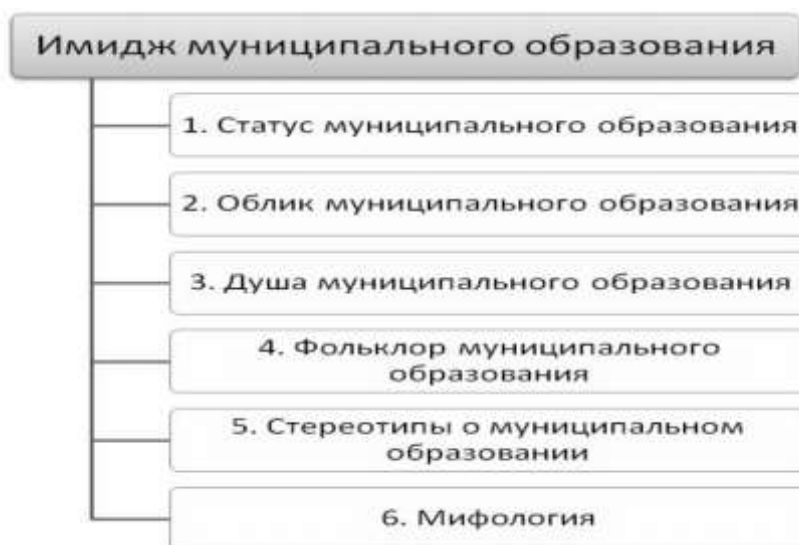 Имидж муниципального образования
1. Статус муниципального образования
2. Облик муниципального образования
3. Душа муниципального образования
4. Фольклор муниципального
образования
5. Стереотипы о муниципальном
образовании
6. Мифология